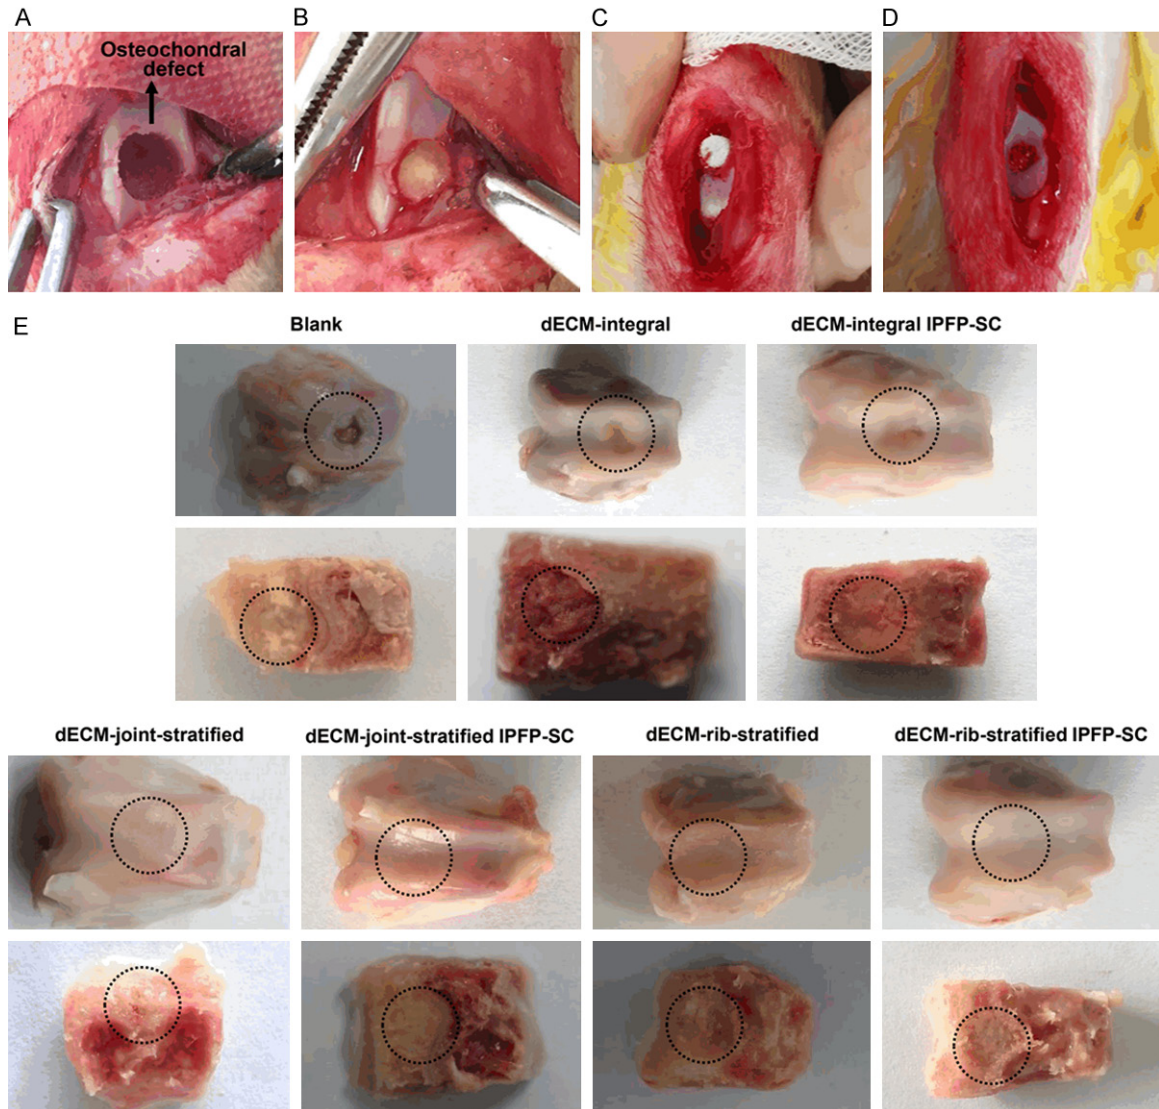 A
B
C
D
Osteochondral
defect
E
Blank
dECM-integral
dECM-integral IPFP-SC
dECM-joint-stratified
dECM-joint-stratified IPFP-SC
dECM-rib-stratified
dECM-rib-stratified IPFP-SC